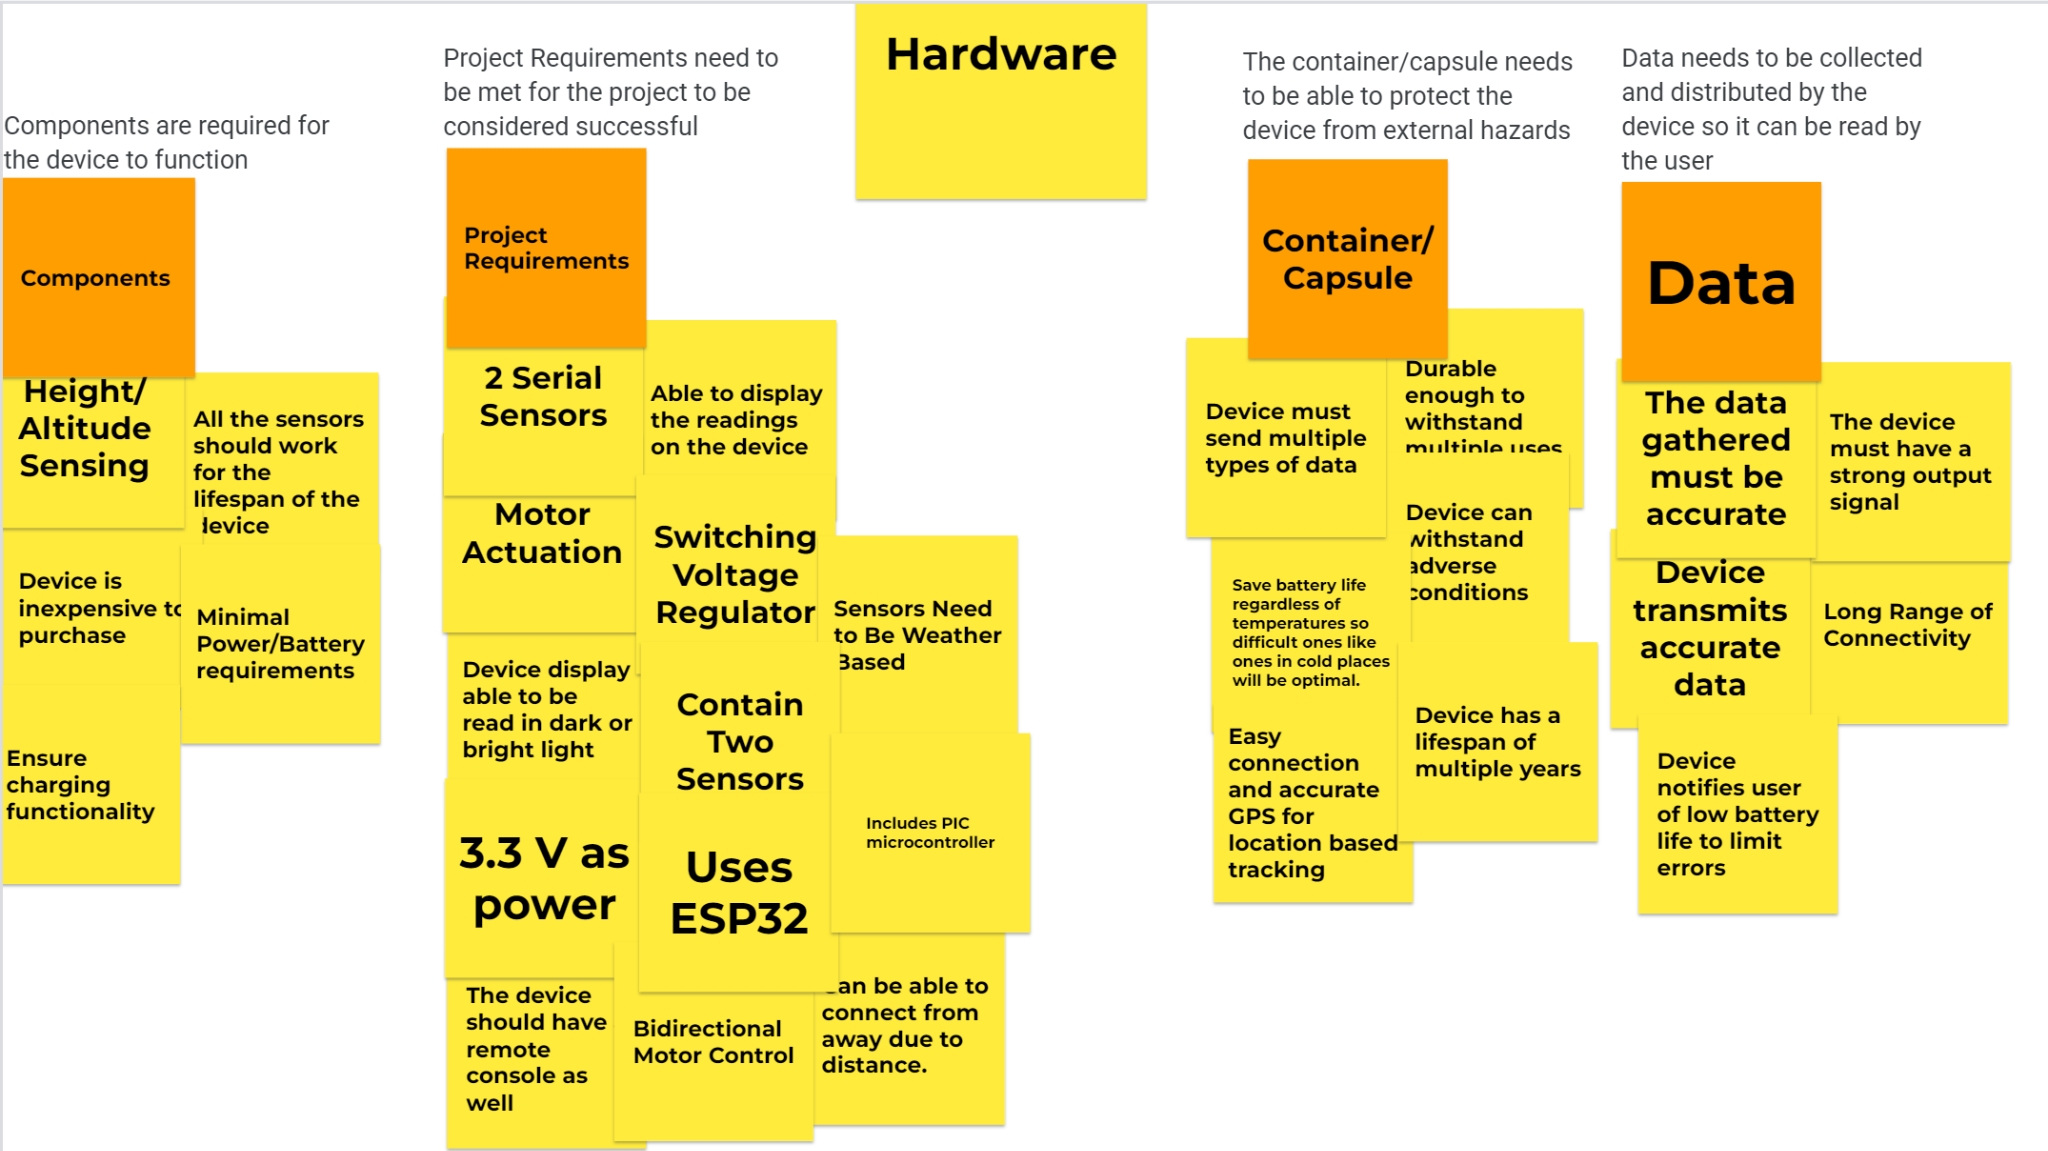 Hardware
Components are required for
the device to function
Components
Height/
Altitude
Sensing
All the sensors
should work
for the
lifespan of the
device
Device is
inexpensive to
purchase
Minimal
Power/Battery
requirements
Ensure
charging
functionality
Project Requirements need to
be met for the project to be
considered successful
Project
Requirements
2 Serial
Sensors
Able to display
the readings
on the device
Motor
Actuation
Switching
Voltage
Regulator
Sensors Need
to Be Weather
Based
Device display
able to be
read in dark or
bright light
Contain
Two
Sensors
Includes PIC
microcontroller
3.3 V as
power
Uses
ESP32
The device
should have
remote
console as
well
Bidirectional
Motor Control
Can be able to
connect from
away due to
distance.
The container/capsule needs
to be able to protect the
device from external hazards
Container/
Capsule
Device must
send multiple
types of data
Durable
enough to
withstand
multiple uses
Device can
withstand
adverse
conditions
Save battery life
regardless of
temperatures so
difficult ones like
ones in cold places
will be optimal.
Easy
connection
and accurate
GPS for
location based
tracking
Device has a
lifespan of
multiple years
Data needs to be collected
and distributed by the
device so it can be read by
the user
Data
The data
gathered
must be
accurate
The device
must have a
strong output
signal
Device
transmits
accurate
data
Long Range of
Connectivity
Device
notifies user
of low battery
life to limit
errors